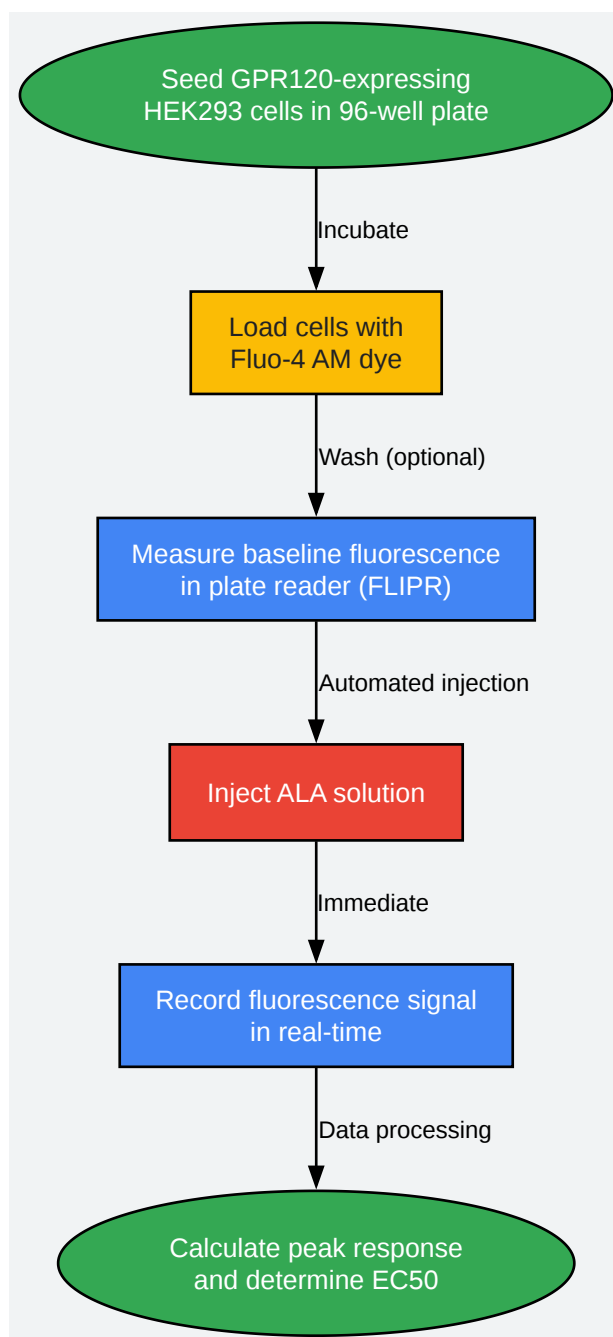 Seed GPR120-expressing
HEK293 cells in 96-well plate
Incubate
Load cells with
Fluo-4 AM dye
Wash (optional)
Measure baseline fluorescence
in plate reader (FLIPR)
Automated injection
Inject ALA solution
Immediate
Record fluorescence signal
in real-time
Data processing
Calculate peak response
and determine EC50